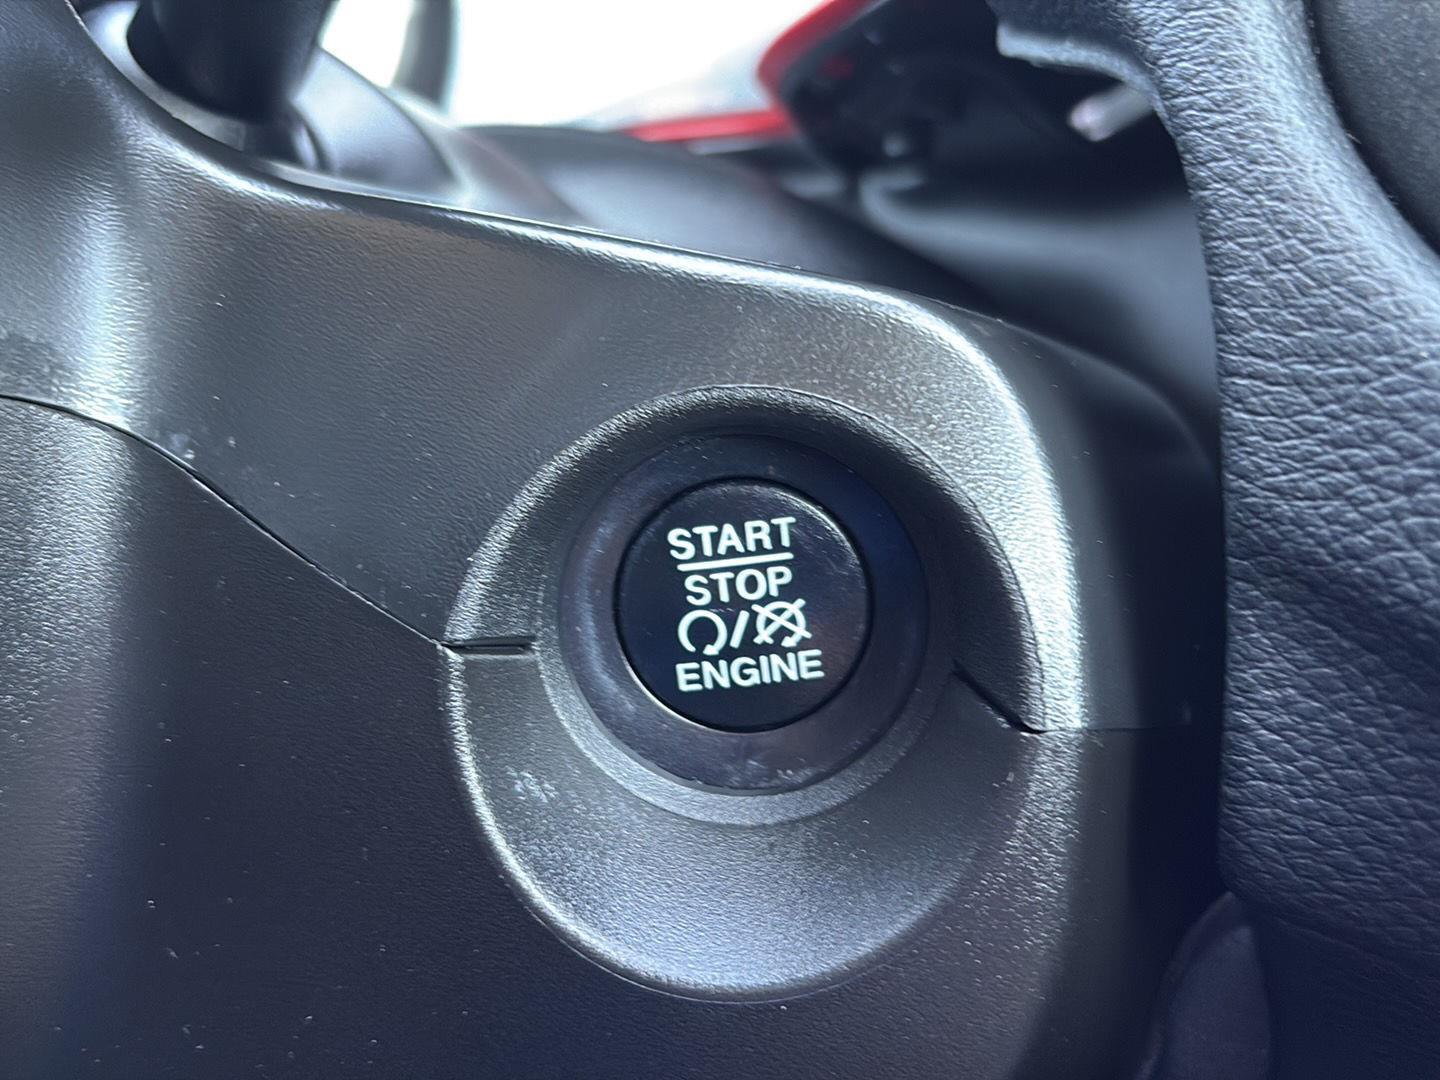 START
STOP
/
ENGINE